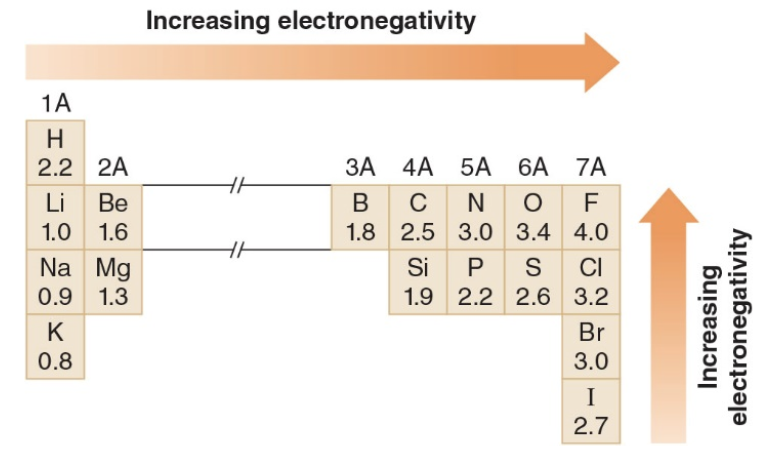 Increasing electronegativity
1A
H
2.2 2A 3A 4A 5A 6A 7A
Li Be B C N O F
1.0 1.6 1.8 2.5 3.0 3.4 4.0
Na Mg Si P S Cl
0.9 1.3 1.9 2.2 2.6 3.2
K Br
0.8 3.0
I
2.7
Increasing
electronegativity